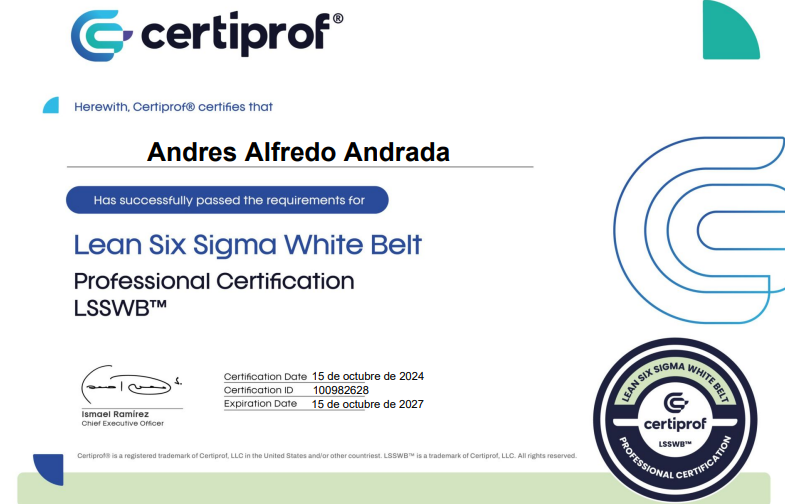 certiprof®
Herewith, Certiprof® certifies that
Andres Alfredo Andrada
Has successfully passed the requirements for
Lean Six Sigma White Belt
Professional Certification
LSSWB™
Certification Date 15 de octubre de 2024
Certification ID 100982628
Expiration Date 15 de octubre de 2027
Ismael Ramírez
Chief Executive Officer
LEAN SIX SIGMA WHITE BELT
certiprof
LSSWB™
PROFESSIONAL CERTIFICATION
Certiprof® is a registered trademark of Certiprof, LLC in the United States and/or other countriest. LSSWB™ is a trademark of Certiprof, LLC. All rights reserved.